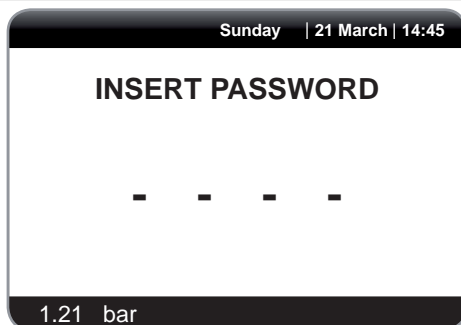 Sunday | 21 March | 14:45
INSERT PASSWORD
- - - -
1.21 bar